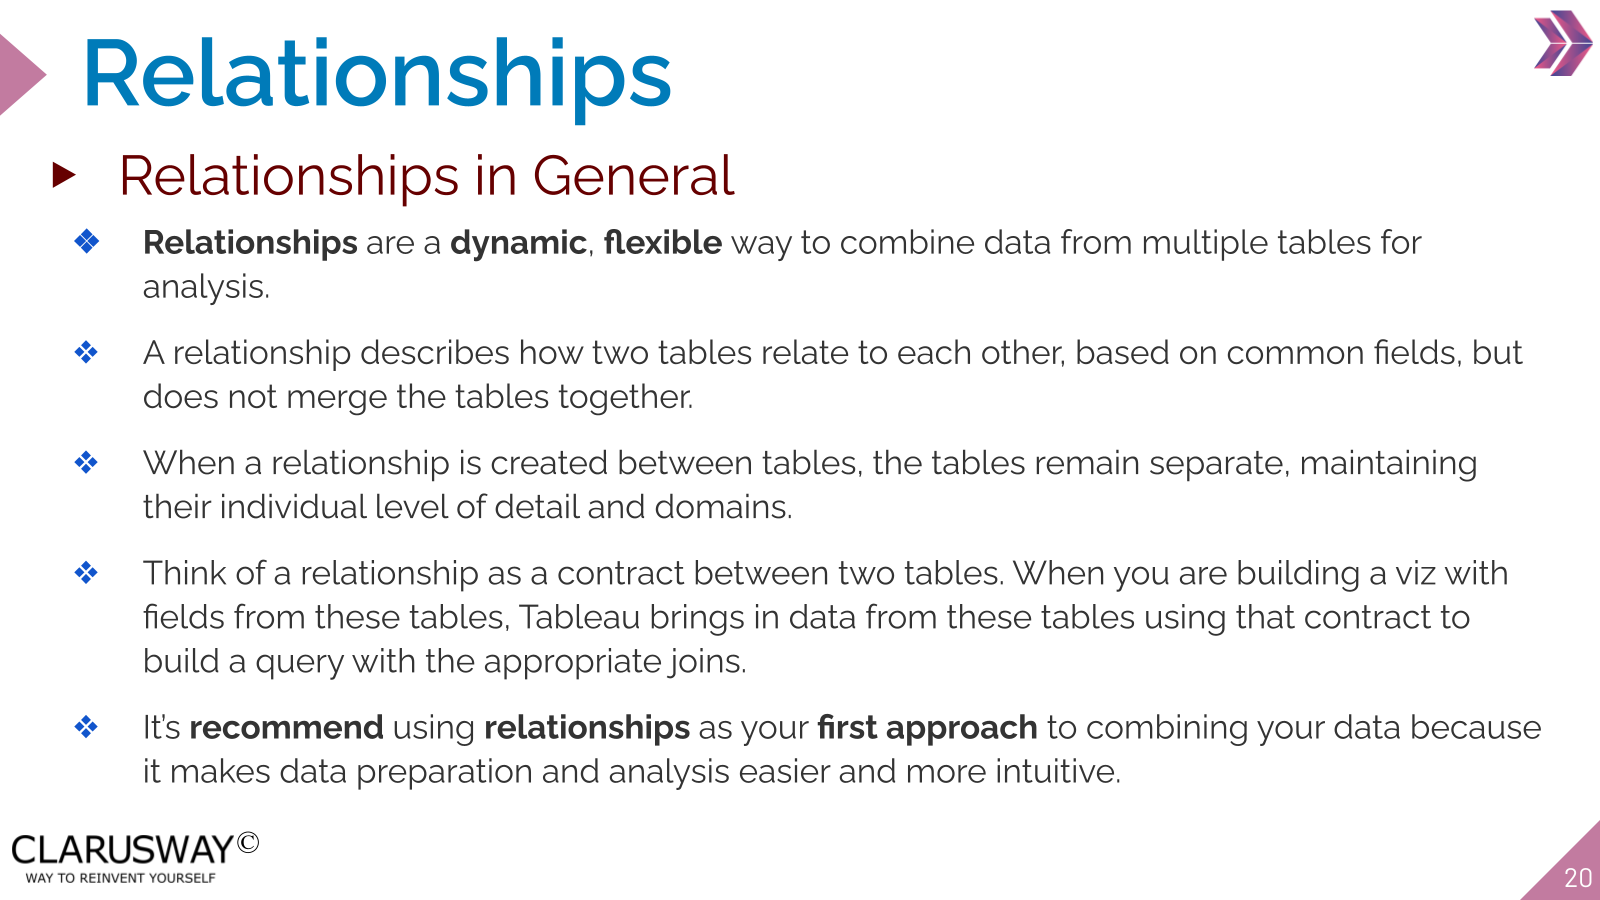 Relationships
Relationships in General
Relationships are a dynamic, flexible way to combine data from multiple tables for
analysis.
A relationship describes how two tables relate to each other, based on common fields, but
does not merge the tables together.
When a relationship is created between tables, the tables remain separate, maintaining
their individual level of detail and domains.
Think of a relationship as a contract between two tables. When you are building a viz with
fields from these tables, Tableau brings in data from these tables using that contract to
build a query with the appropriate joins.
It’s recommend using relationships as your first approach to combining your data because
it makes data preparation and analysis easier and more intuitive.
CLARUSWAY©
WAY TO REINVENT YOURSELF
20